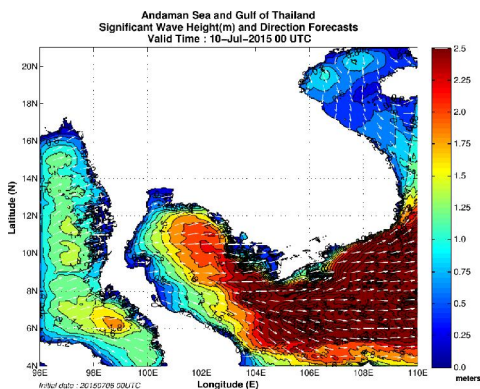 Andaman Sea and Gulf of Thailand
Significant Wave Height(m) and Direction Forecasts
Valid Time : 10-Jul-2015 00 UTC
20N
18N
16N
14N
12N
10N
8N
6N
4N
Latitude (N)
96E 98E 100E 102E 104E 106E 108E 110E
Longitude (E)
Initial date : 20150706 00UTC
2.5
2.25
2.0
1.75
1.5
1.25
1.0
0.75
0.5
0.25
0.0
meters